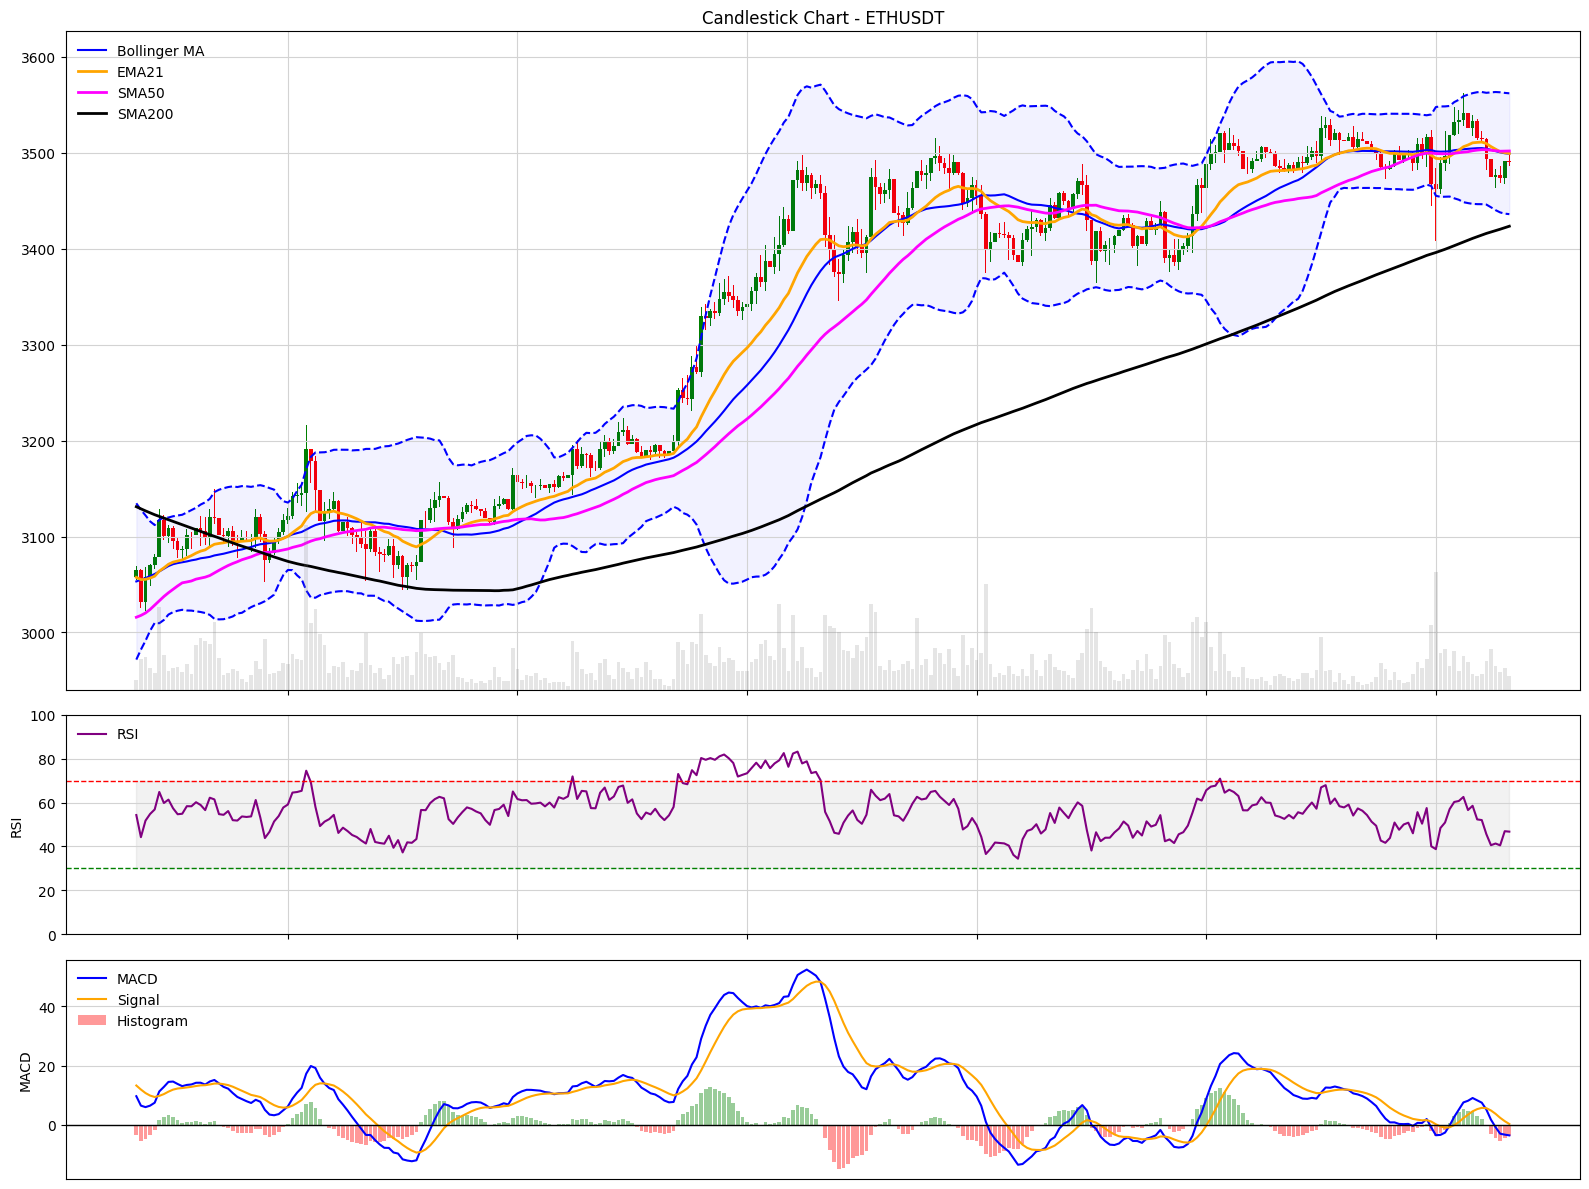 Candlestick Chart - ETHUSDT
Bollinger MA
EMA21
SMA50
SMA200
3600
3500
3400
3300
3200
3100
3000
RSI
100
80
60
40
20
0
RSI
MACD
Signal
Histogram
40
20
0
MACD